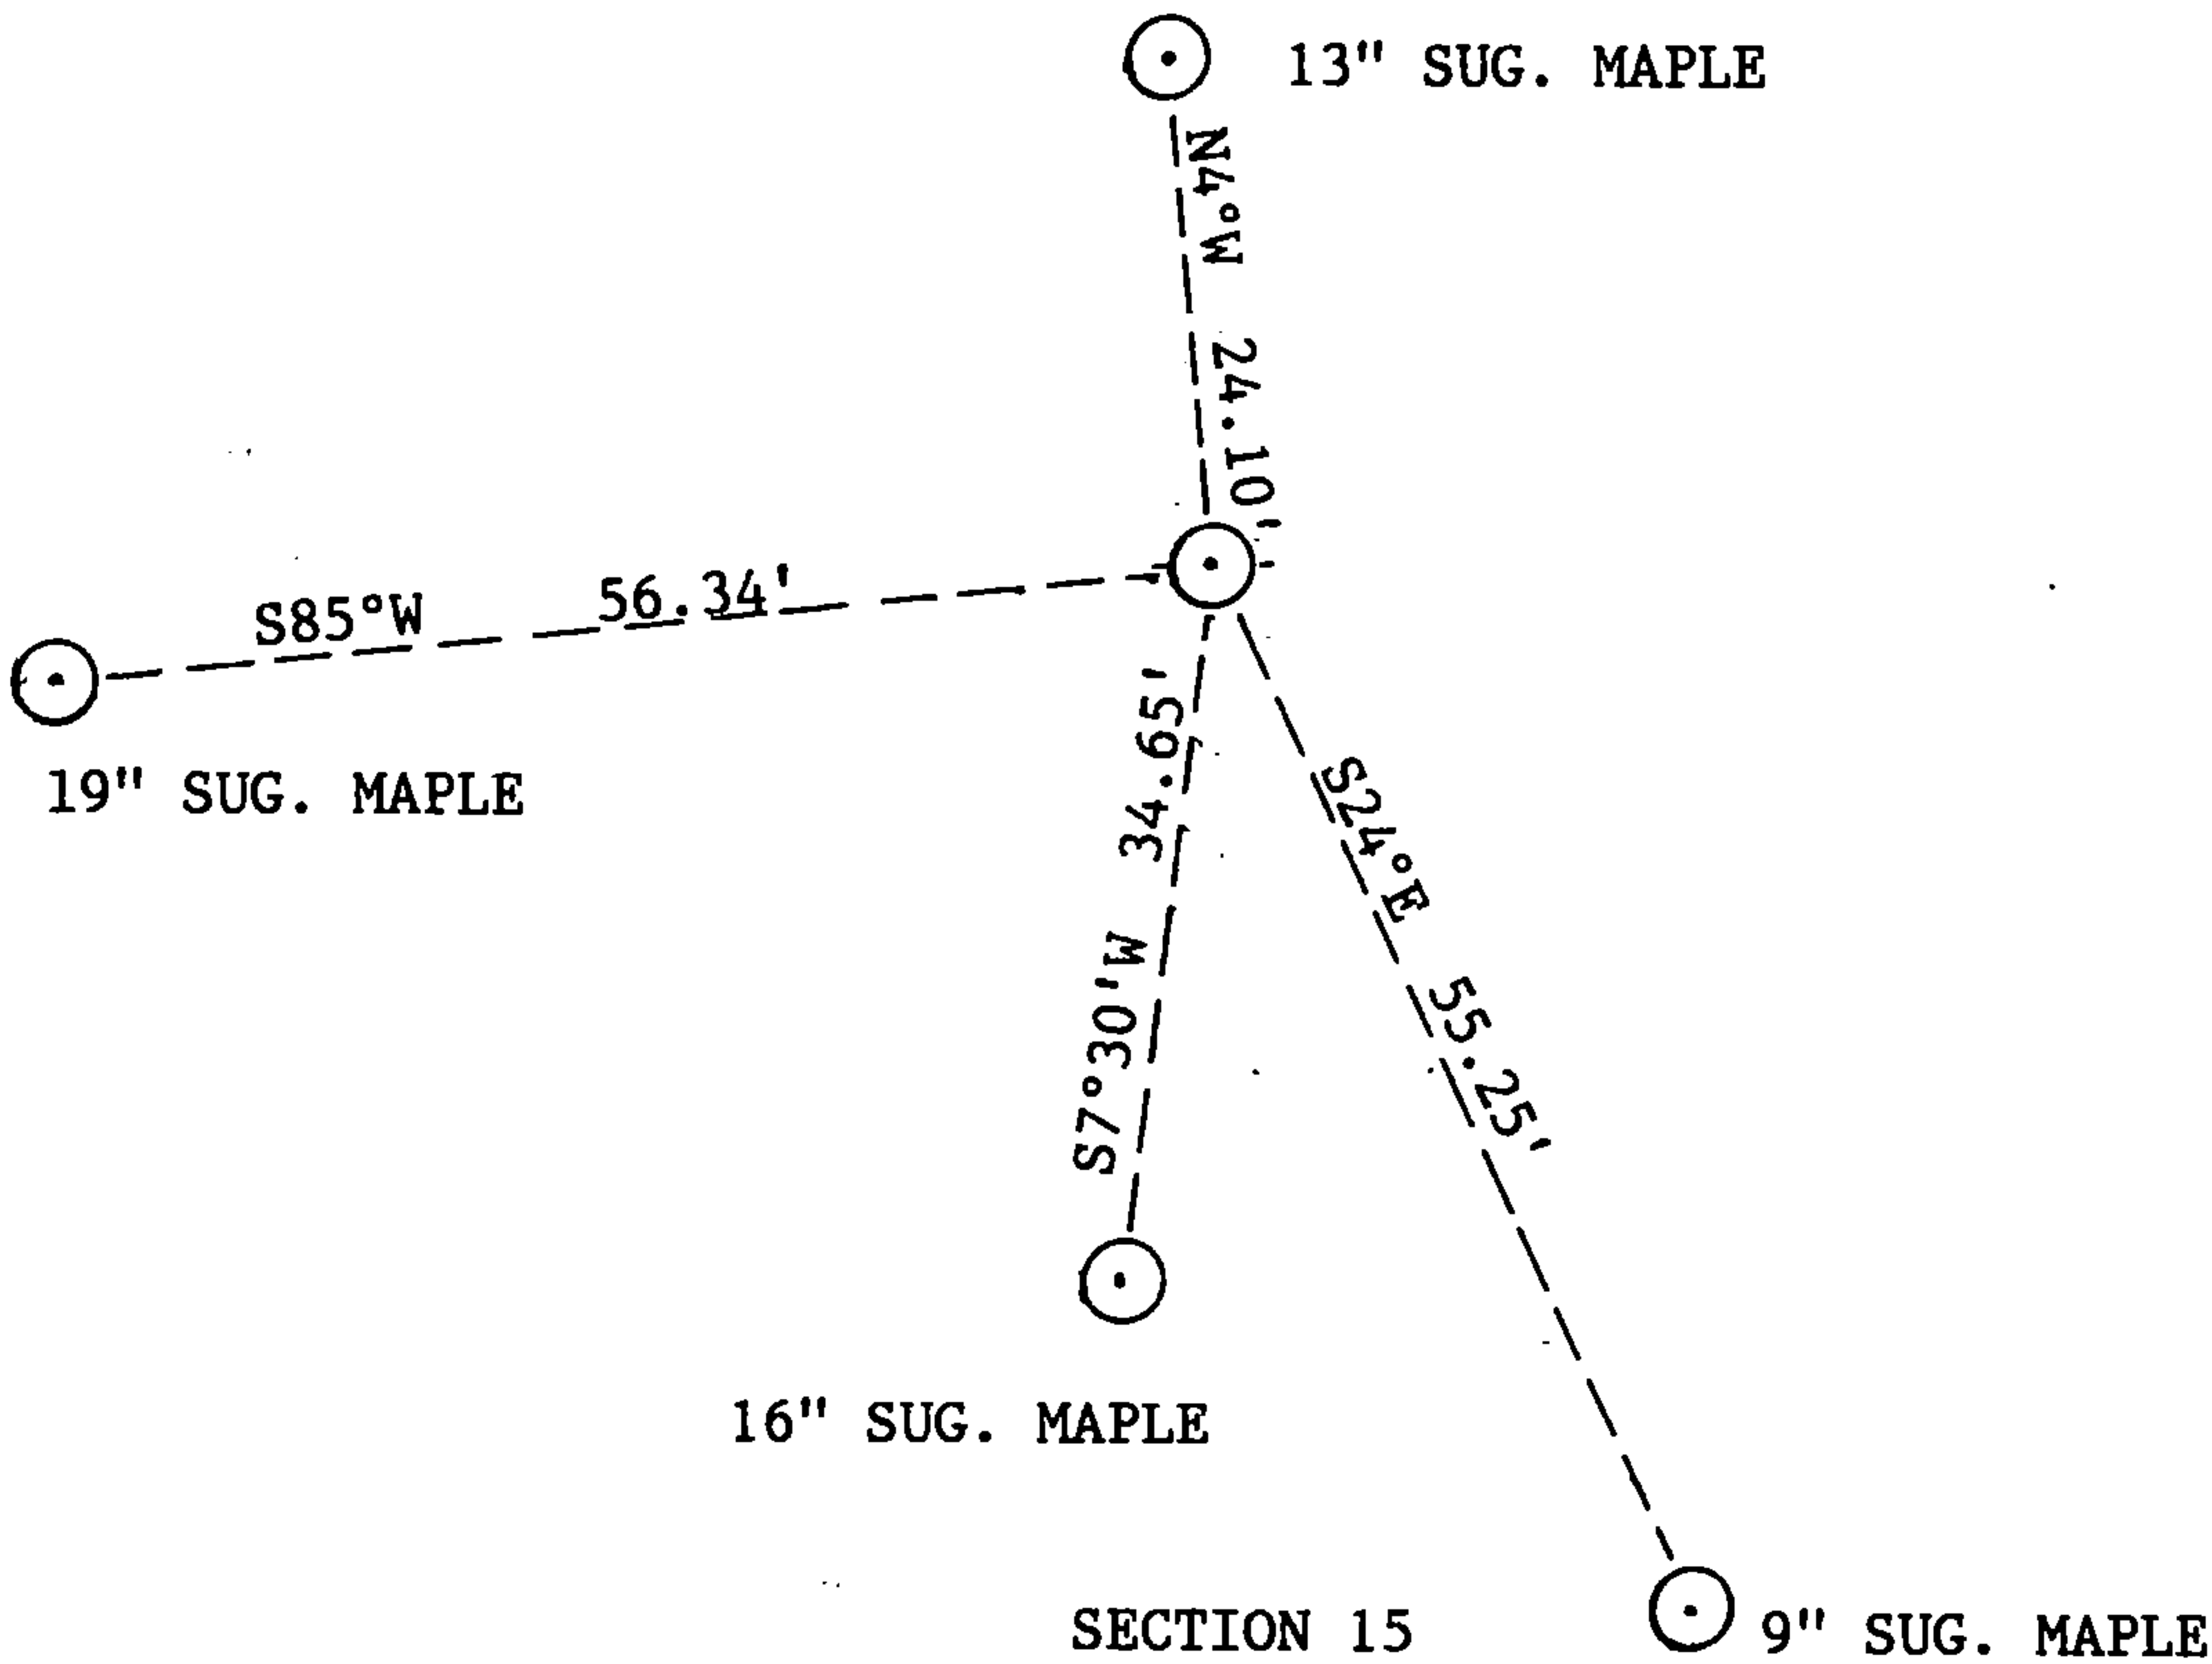 13" SUG. MAPLE
N4°W 24.10'
S85°W 56.34'
19" SUG. MAPLE
S7°30'W 34.65'
S24°E 55.25'
16" SUG. MAPLE
SECTION 15
9" SUG. MAPLE